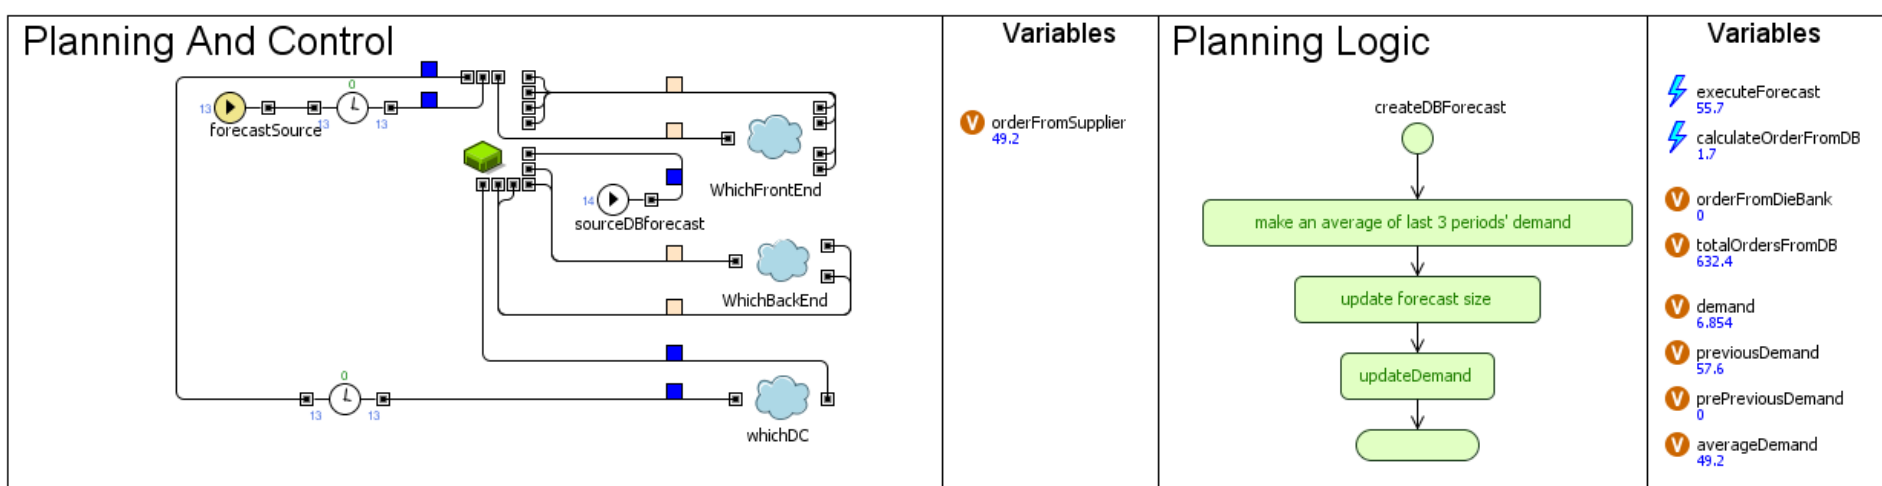 Planning And Control
0
13
forecastSource
13
13
WhichFrontEnd
14
sourceDBforecast
WhichBackEnd
0
13
13
whichDC
Variables
orderFromSupplier
49.2
Planning Logic
createDBForecast
make an average of last 3 periods' demand
update forecast size
updateDemand
Variables
executeForecast
55.7
calculateOrderFromDB
1.7
orderFromDieBank
0
totalOrdersFromDB
632.4
demand
6.854
previousDemand
57.6
prePreviousDemand
0
averageDemand
49.2